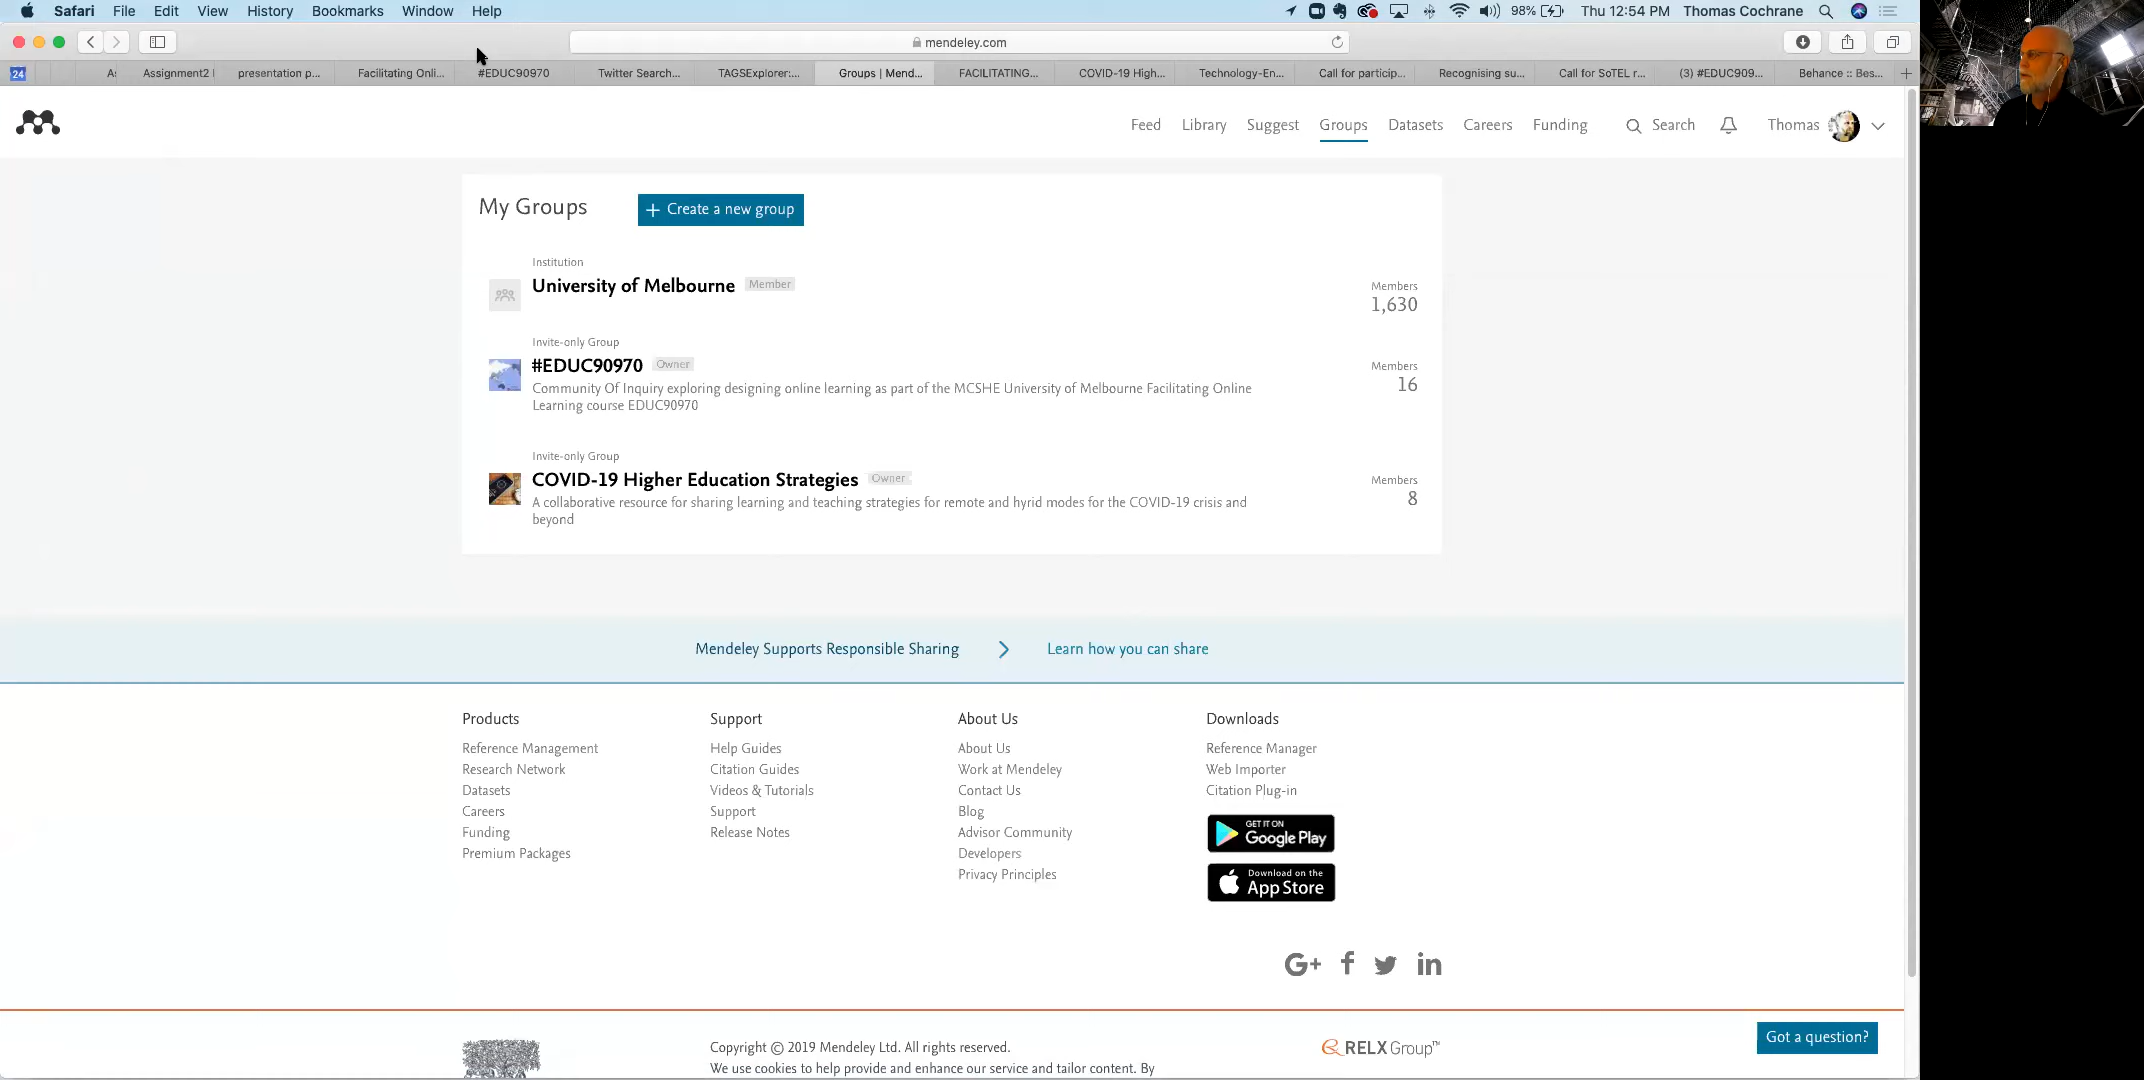 Safari File Edit View History Bookmarks Window Help 98% Thu 12:54 PM Thomas Cochrane
mendeley.com
24 Assignment2 presentation p... Facilitating Onli... #EDUC90970 Twitter Search... TAGSExplorer:... Groups | Mend... FACILITATING... COVID-19 High... Technology-En... Call for particip... Recognising su... Call for SoTEL r... (3) #EDUC909... Behance :: Bes...
Feed Library Suggest Groups Datasets Careers Funding Search Thomas
My Groups
+ Create a new group
Institution
University of Melbourne Member
Members
1,630
Invite-only Group
#EDUC90970 Owner
Community Of Inquiry exploring designing online learning as part of the MCSHE University of Melbourne Facilitating Online
Learning course EDUC90970
Members
16
Invite-only Group
COVID-19 Higher Education Strategies Owner
A collaborative resource for sharing learning and teaching strategies for remote and hyrid modes for the COVID-19 crisis and
beyond
Members
8
Mendeley Supports Responsible Sharing Learn how you can share
Products
Reference Management
Research Network
Datasets
Careers
Funding
Premium Packages
Support
Help Guides
Citation Guides
Videos & Tutorials
Support
Release Notes
About Us
About Us
Work at Mendeley
Contact Us
Blog
Advisor Community
Developers
Privacy Principles
Downloads
Reference Manager
Web Importer
Citation Plug-in
GET IT ON
Google Play
Download on the
App Store
G+ f in
Copyright © 2019 Mendeley Ltd. All rights reserved.
We use cookies to help provide and enhance our service and tailor content. By
RELX Group™
Got a question?